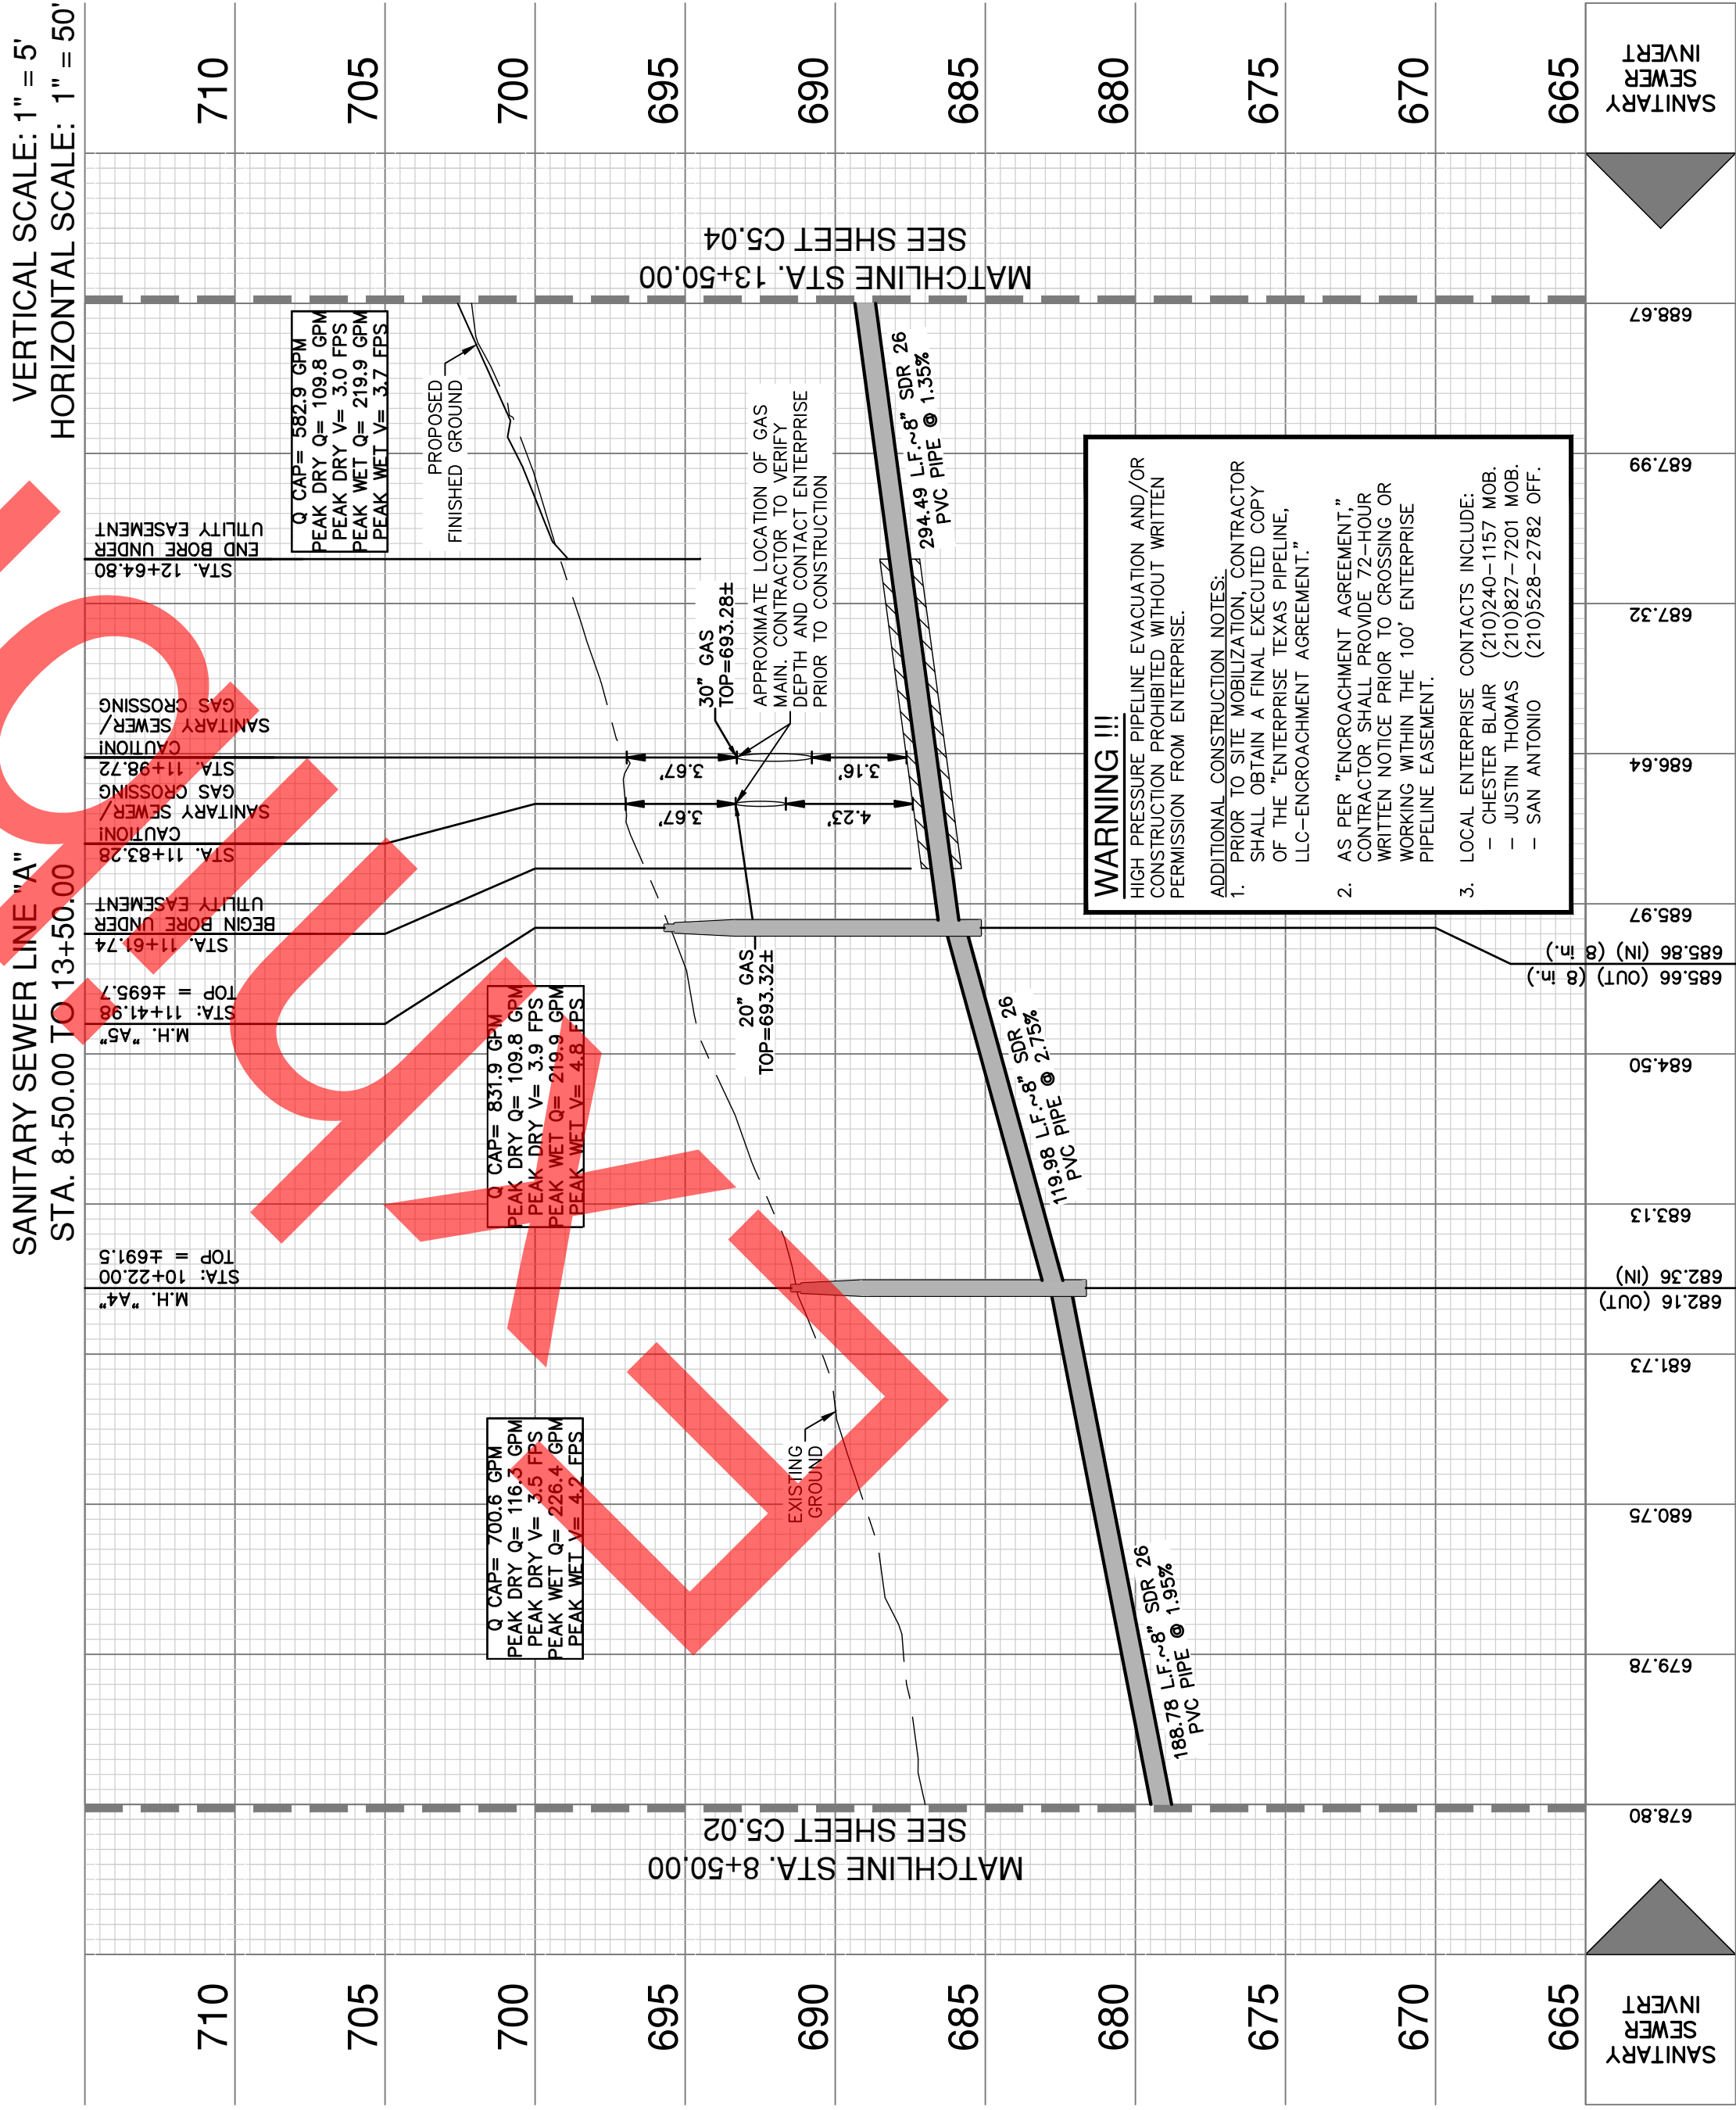 SANITARY SEWER LINE "A"
STA. 8+50.00 TO 13+50.00
VERTICAL SCALE: 1" = 5'
HORIZONTAL SCALE: 1" = 50'
710
705
700
695
690
685
680
675
670
665
SANITARY
SEWER
INVERT
710
705
700
695
690
685
680
675
670
665
SANITARY
SEWER
INVERT
MATCHLINE STA. 8+50.00
SEE SHEET C5.02
MATCHLINE STA. 13+50.00
SEE SHEET C5.04
M.H. "A4"
STA: 10+22.00
TOP = ±691.5
M.H. "A5"
STA: 11+41.98
TOP = ±695.7
STA. 11+61.74
BEGIN BORE UNDER
UTILITY EASEMENT
STA. 11+83.28
CAUTION!
SANITARY SEWER/
GAS CROSSING
STA. 11+98.72
CAUTION!
SANITARY SEWER/
GAS CROSSING
STA. 12+64.80
END BORE UNDER
UTILITY EASEMENT
Q CAP= 700.6 GPM
PEAK DRY Q= 116.3 GPM
PEAK DRY V= 3.5 FPS
PEAK WET Q= 226.4 GPM
PEAK WET V= 4.2 FPS
Q CAP= 831.9 GPM
PEAK DRY Q= 109.8 GPM
PEAK DRY V= 3.9 FPS
PEAK WET Q= 219.9 GPM
PEAK WET V= 4.8 FPS
Q CAP= 582.9 GPM
PEAK DRY Q= 109.8 GPM
PEAK DRY V= 3.0 FPS
PEAK WET Q= 219.9 GPM
PEAK WET V= 3.7 FPS
PROPOSED
FINISHED GROUND
EXISTING
GROUND
20" GAS
TOP=693.32±
30" GAS
TOP=693.28±
APPROXIMATE LOCATION OF GAS
MAIN. CONTRACTOR TO VERIFY
DEPTH AND CONTACT ENTERPRISE
PRIOR TO CONSTRUCTION
3.67'
4.23'
3.67'
3.16'
188.78 L.F.~8" SDR 26
PVC PIPE @ 1.95%
119.98 L.F.~8" SDR 26
PVC PIPE @ 2.75%
294.49 L.F.~8" SDR 26
PVC PIPE @ 1.35%
WARNING !!!
HIGH PRESSURE PIPELINE EVACUATION AND/OR
CONSTRUCTION PROHIBITED WITHOUT WRITTEN
PERMISSION FROM ENTERPRISE.
ADDITIONAL CONSTRUCTION NOTES:
1. PRIOR TO SITE MOBILIZATION, CONTRACTOR
SHALL OBTAIN A FINAL EXECUTED COPY
OF THE "ENTERPRISE TEXAS PIPELINE,
LLC-ENCROACHMENT AGREEMENT."
2. AS PER "ENCROACHMENT AGREEMENT,"
CONTRACTOR SHALL PROVIDE 72-HOUR
WRITTEN NOTICE PRIOR TO CROSSING OR
WORKING WITHIN THE 100' ENTERPRISE
PIPELINE EASEMENT.
3. LOCAL ENTERPRISE CONTACTS INCLUDE:
- CHESTER BLAIR (210)240-1157 MOB.
- JUSTIN THOMAS (210)827-7201 MOB.
- SAN ANTONIO (210)528-2782 OFF.
678.80
679.78
680.75
681.73
682.16 (OUT)
682.36 (IN)
683.13
684.50
685.66 (OUT) (8 in.)
685.86 (IN) (8 in.)
685.97
686.64
687.32
687.99
688.67